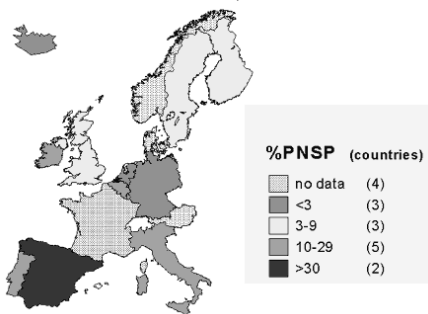 %PNSP (countries)
no data (4)
<3 (3)
3-9 (3)
10-29 (5)
>30 (2)